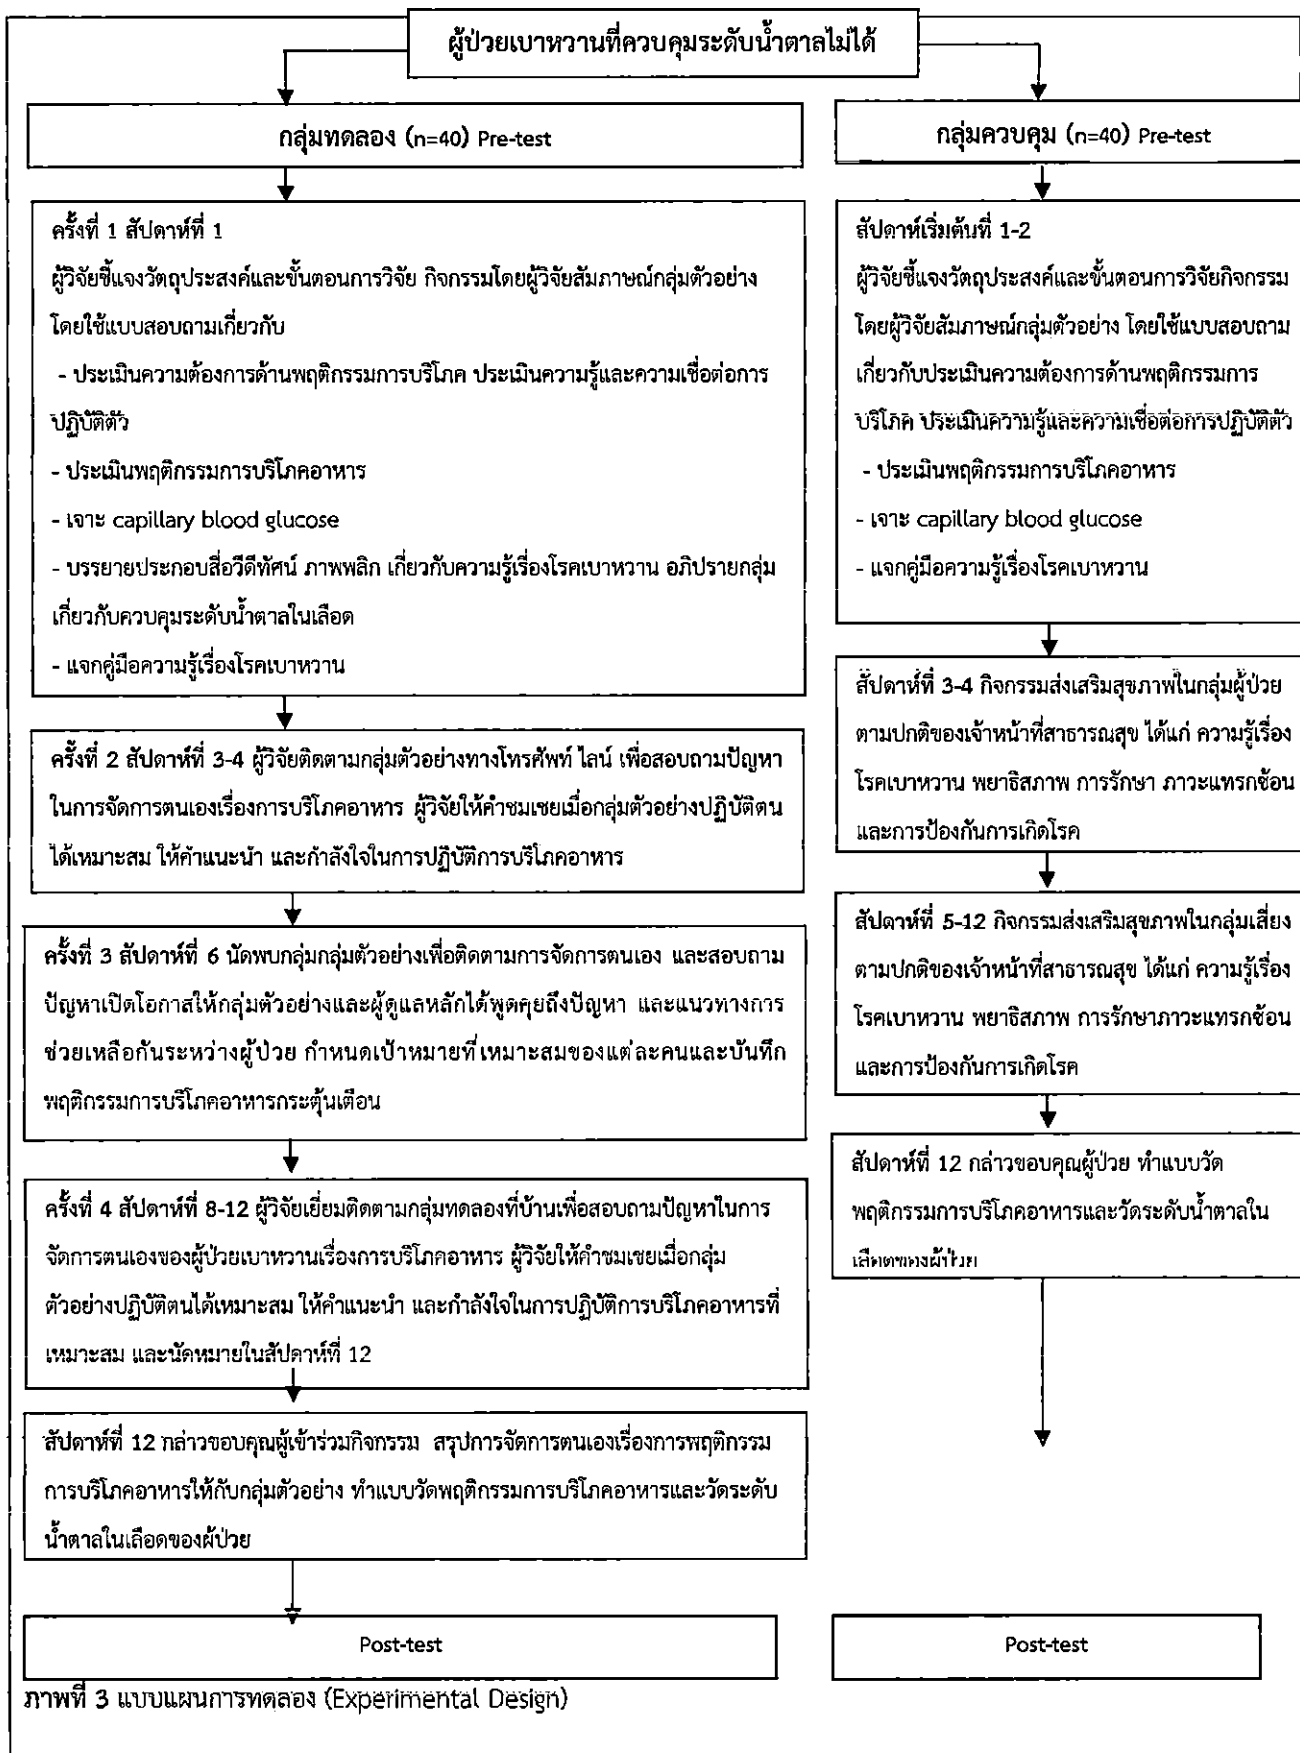 ผู้ป่วยเบาหวานที่ควบคุมระดับน้ำตาลไม่ได้
กลุ่มทดลอง (n=40) Pre-test
ครั้งที่ 1 สัปดาห์ที่ 1
ผู้วิจัยชี้แจงวัตถุประสงค์และขั้นตอนการวิจัย กิจกรรมโดยผู้วิจัยสัมภาษณ์กลุ่มตัวอย่าง
โดยใช้แบบสอบถามเกี่ยวกับ
- ประเมินความต้องการด้านพฤติกรรมการบริโภค ประเมินความรู้และความเชื่อต่อการ
ปฏิบัติตัว
- ประเมินพฤติกรรมการบริโภคอาหาร
- เจาะ capillary blood glucose
- บรรยายประกอบสื่อวีดีทัศน์ ภาพพลิก เกี่ยวกับความรู้เรื่องโรคเบาหวาน อภิปรายกลุ่ม
เกี่ยวกับควบคุมระดับน้ำตาลในเลือด
- แจกคู่มือความรู้เรื่องโรคเบาหวาน
ครั้งที่ 2 สัปดาห์ที่ 3-4 ผู้วิจัยติดตามกลุ่มตัวอย่างทางโทรศัพท์ ไลน์ เพื่อสอบถามปัญหา
ในการจัดการตนเองเรื่องการบริโภคอาหาร ผู้วิจัยให้คำชมเชยเมื่อกลุ่มตัวอย่างปฏิบัติตน
ได้เหมาะสม ให้คำแนะนำ และกำลังใจในการปฏิบัติการบริโภคอาหาร
ครั้งที่ 3 สัปดาห์ที่ 6 นัดพบกลุ่มกลุ่มตัวอย่างเพื่อติดตามการจัดการตนเอง และสอบถาม
ปัญหาเปิดโอกาสให้กลุ่มตัวอย่างและผู้ดูแลหลักได้พูดคุยถึงปัญหา และแนวทางการ
ช่วยเหลือกันระหว่างผู้ป่วย กำหนดเป้าหมายที่เหมาะสมของแต่ละคนและบันทึก
พฤติกรรมการบริโภคอาหารกระตุ้นเตือน
ครั้งที่ 4 สัปดาห์ที่ 8-12 ผู้วิจัยเยี่ยมติดตามกลุ่มทดลองที่บ้านเพื่อสอบถามปัญหาในการ
จัดการตนเองของผู้ป่วยเบาหวานเรื่องการบริโภคอาหาร ผู้วิจัยให้คำชมเชยเมื่อกลุ่ม
ตัวอย่างปฏิบัติตนได้เหมาะสม ให้คำแนะนำ และกำลังใจในการปฏิบัติการบริโภคอาหารที่
เหมาะสม และนัดหมายในสัปดาห์ที่ 12
สัปดาห์ที่ 12 กล่าวขอบคุณผู้เข้าร่วมกิจกรรม สรุปการจัดการตนเองเรื่องการพฤติกรรม
การบริโภคอาหารให้กับกลุ่มตัวอย่าง ทำแบบวัดพฤติกรรมการบริโภคอาหารและวัดระดับ
น้ำตาลในเลือดของผู้ป่วย
Post-test
กลุ่มควบคุม (n=40) Pre-test
สัปดาห์เริ่มต้นที่ 1-2
ผู้วิจัยชี้แจงวัตถุประสงค์และขั้นตอนการวิจัยกิจกรรม
โดยผู้วิจัยสัมภาษณ์กลุ่มตัวอย่าง โดยใช้แบบสอบถาม
เกี่ยวกับประเมินความต้องการด้านพฤติกรรมการ
บริโภค ประเมินความรู้และความเชื่อต่อการปฏิบัติตัว
- ประเมินพฤติกรรมการบริโภคอาหาร
- เจาะ capillary blood glucose
- แจกคู่มือความรู้เรื่องโรคเบาหวาน
สัปดาห์ที่ 3-4 กิจกรรมส่งเสริมสุขภาพในกลุ่มผู้ป่วย
ตามปกติของเจ้าหน้าที่สาธารณสุข ได้แก่ ความรู้เรื่อง
โรคเบาหวาน พยาธิสภาพ การรักษา ภาวะแทรกซ้อน
และการป้องกันการเกิดโรค
สัปดาห์ที่ 5-12 กิจกรรมส่งเสริมสุขภาพในกลุ่มเสี่ยง
ตามปกติของเจ้าหน้าที่สาธารณสุข ได้แก่ ความรู้เรื่อง
โรคเบาหวาน พยาธิสภาพ การรักษาภาวะแทรกซ้อน
และการป้องกันการเกิดโรค
สัปดาห์ที่ 12 กล่าวขอบคุณผู้ป่วย ทำแบบวัด
พฤติกรรมการบริโภคอาหารและวัดระดับน้ำตาลใน
เลือดของผู้ป่วย
Post-test
ภาพที่ 3 แบบแผนการทดลอง (Experimental Design)